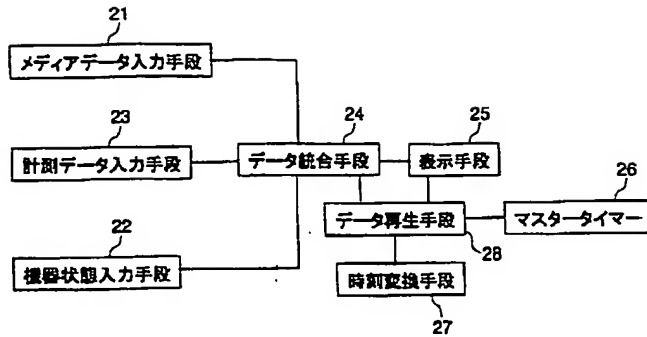 21
メディアデータ入力手段
23
計測データ入力手段
22
機器状態入力手段
24
データ統合手段
25
表示手段
26
マスタータイマー
データ再生手段
28
時刻変換手段
27